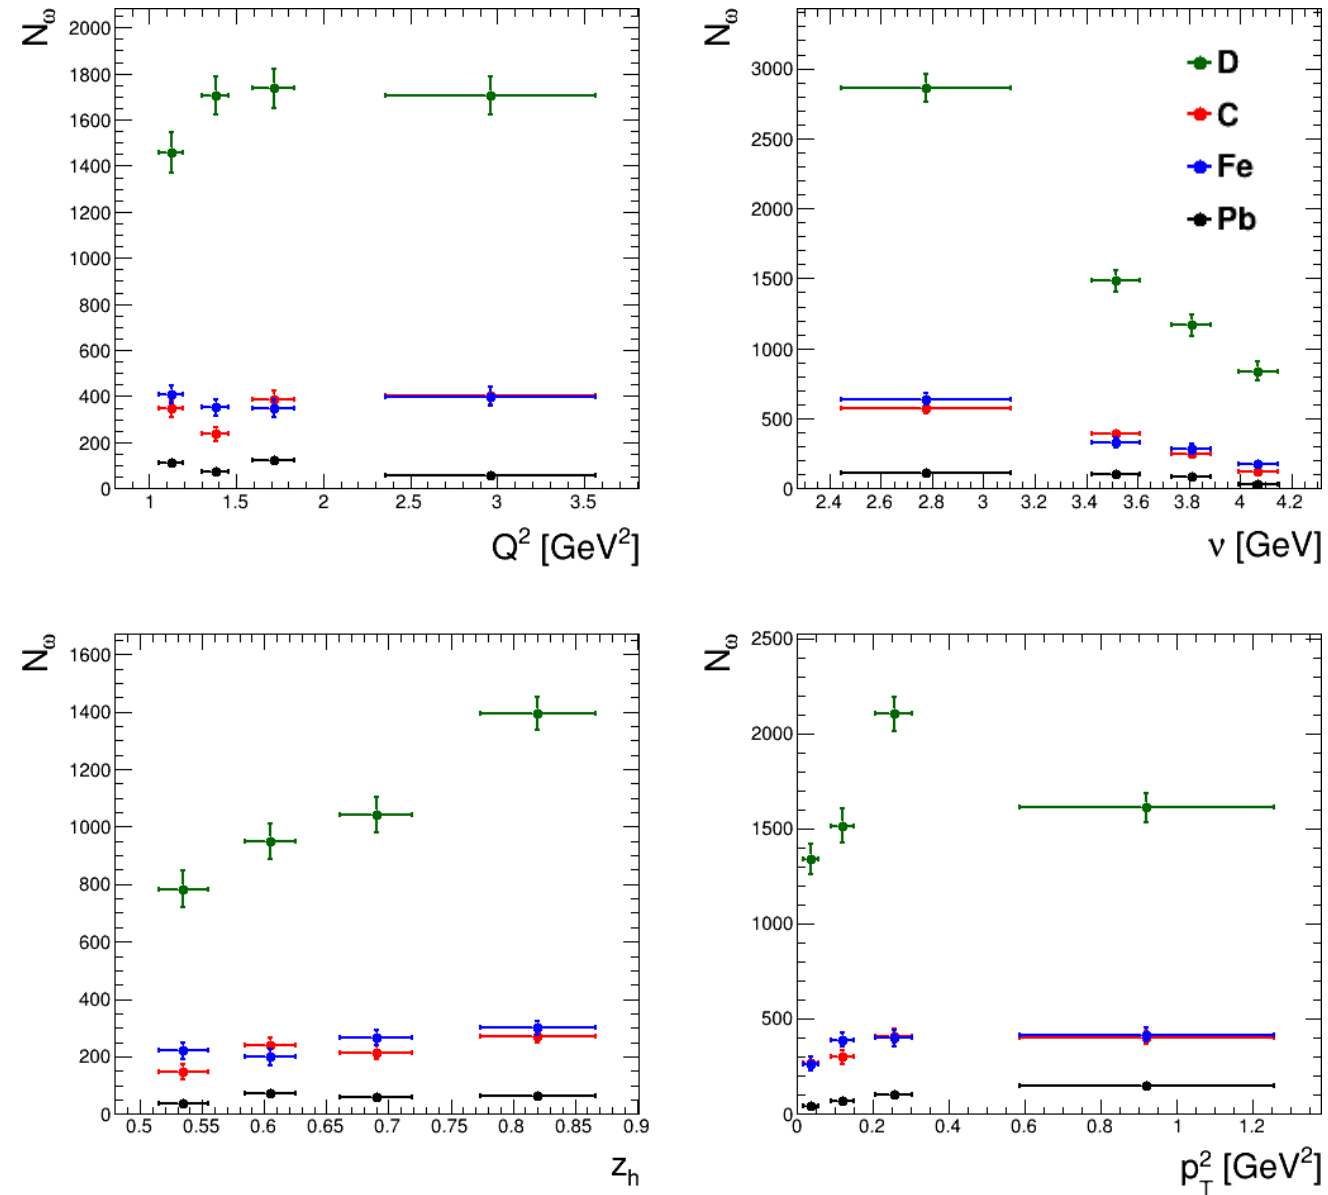 N_ω
2000
1800
1600
1400
1200
1000
800
600
400
200
0
1 1.5 2 2.5 3 3.5
Q² [GeV²]
N_ω
3000
2500
2000
1500
1000
500
0
2.4 2.6 2.8 3 3.2 3.4 3.6 3.8 4 4.2
ν [GeV]
D
C
Fe
Pb
N_ω
1600
1400
1200
1000
800
600
400
200
0
0.5 0.55 0.6 0.65 0.7 0.75 0.8 0.85 0.9
z_h
N_ω
2500
2000
1500
1000
500
0
0 0.2 0.4 0.6 0.8 1 1.2
p_T² [GeV²]